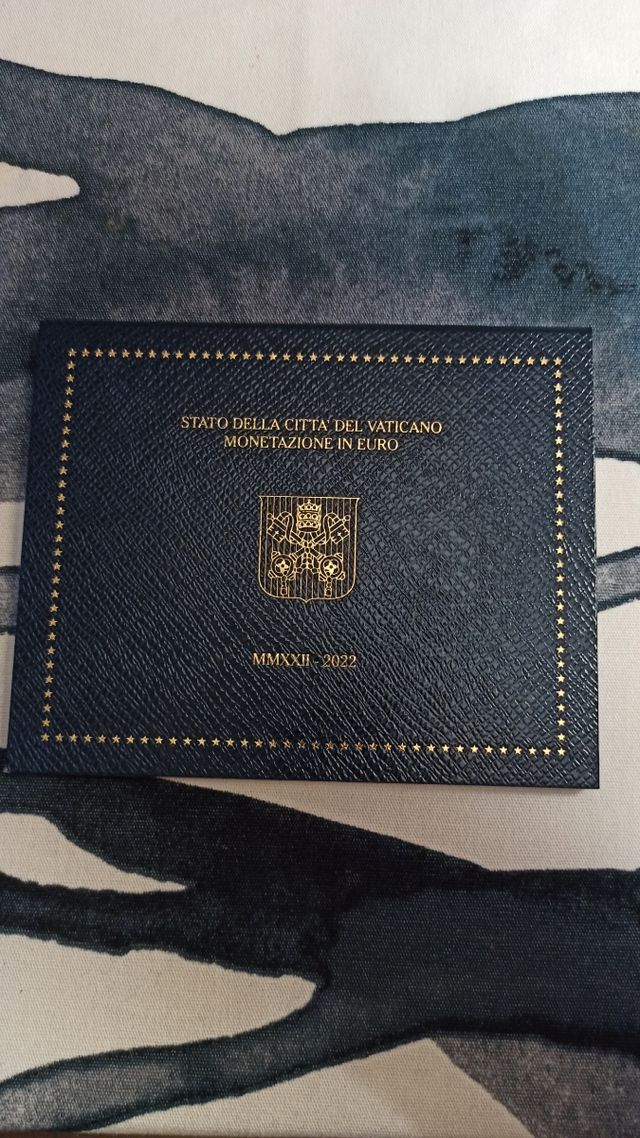 STATO DELLA CITTA' DEL VATICANO
MONETAZIONE IN EURO
MMXXII - 2022